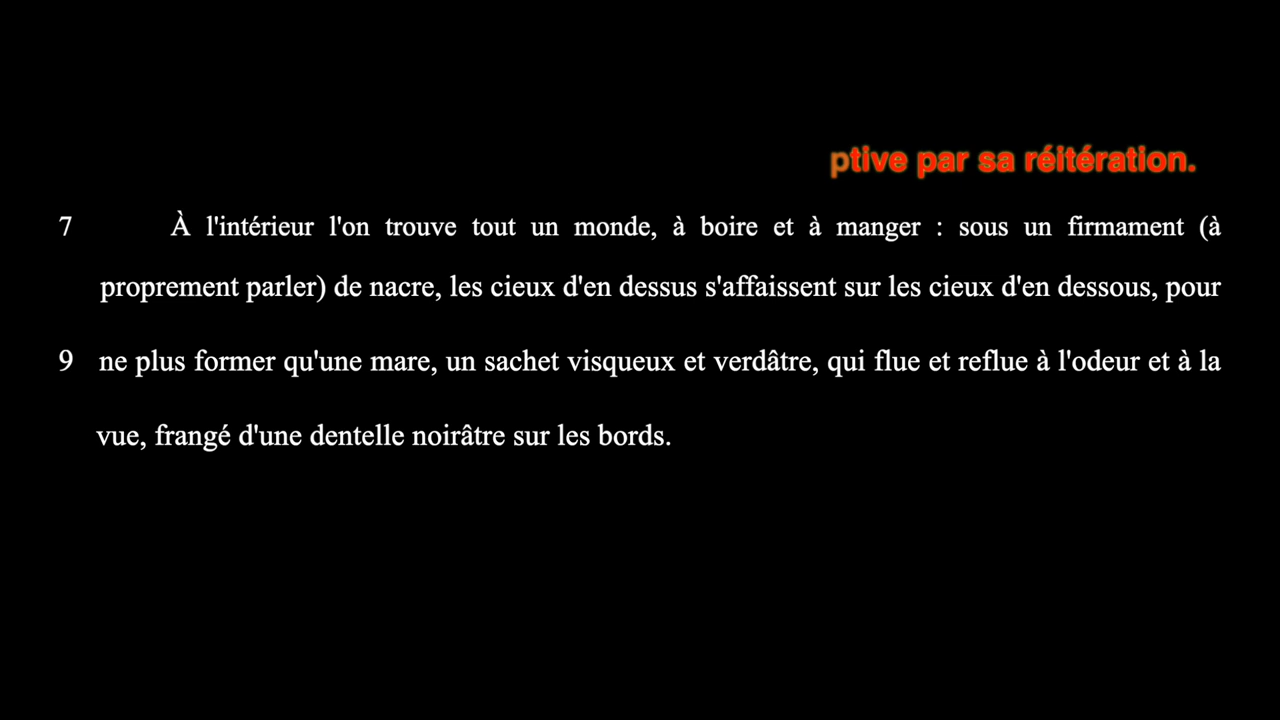 ptive par sa réitération.
7 À l'intérieur l'on trouve tout un monde, à boire et à manger : sous un firmament (à
proprement parler) de nacre, les cieux d'en dessus s'affaissent sur les cieux d'en dessous, pour
9 ne plus former qu'une mare, un sachet visqueux et verdâtre, qui flue et reflue à l'odeur et à la
vue, frangé d'une dentelle noirâtre sur les bords.